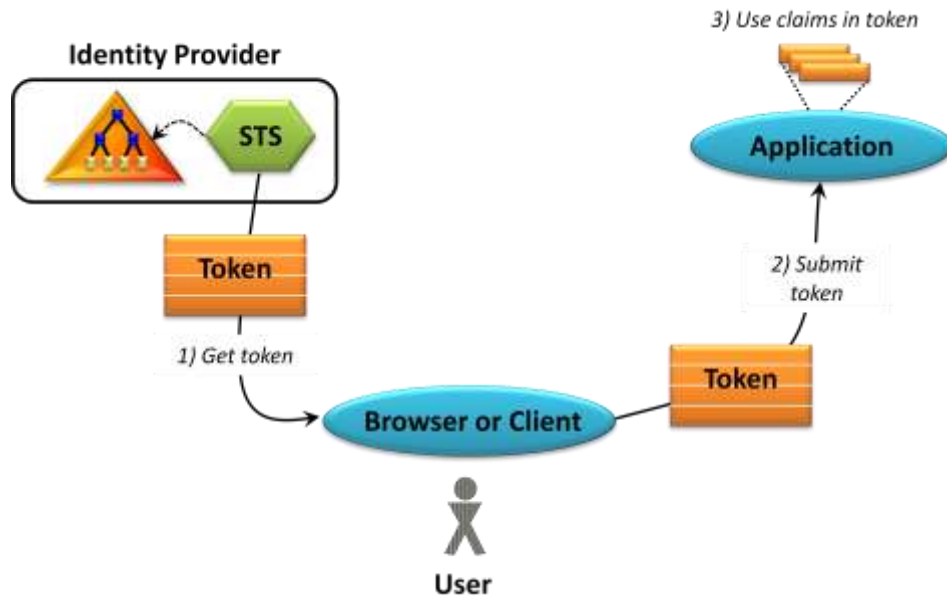 Identity Provider
STS
Token
1) Get token
Browser or Client
User
Token
2) Submit
token
Application
3) Use claims in token